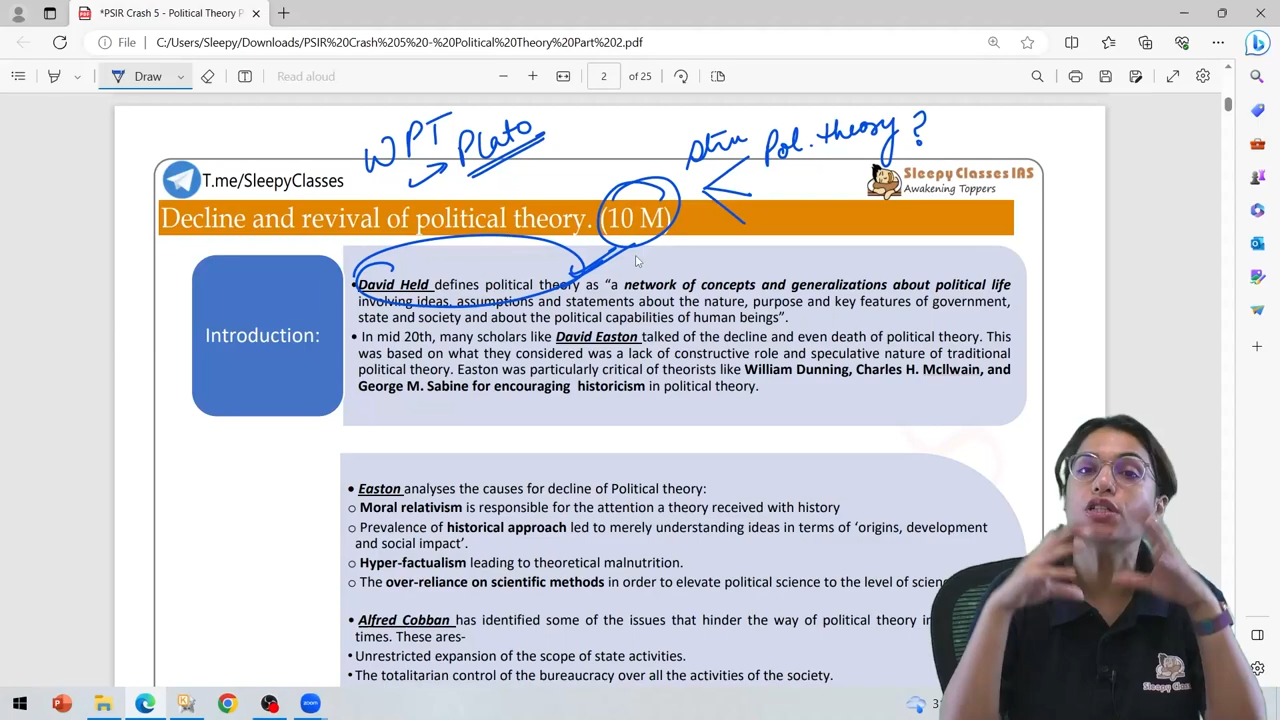 *PSIR Crash 5 - Political Theory P
File C:/Users/Sleepy/Downloads/PSIR%20Crash%205%20-%20Political%20Theory%20Part%202.pdf
Draw Read aloud 2 of 25
WPT Plato
stru Pol. theory?
T.me/SleepyClasses
Sleepy Classes IAS
Awakening Toppers
Decline and revival of political theory. (10 M)
Introduction:
•David Held defines political theory as “a network of concepts and generalizations about political life
involving ideas, assumptions and statements about the nature, purpose and key features of government,
state and society and about the political capabilities of human beings”.
• In mid 20th, many scholars like David Easton talked of the decline and even death of political theory. This
was based on what they considered was a lack of constructive role and speculative nature of traditional
political theory. Easton was particularly critical of theorists like William Dunning, Charles H. McIlwain, and
George M. Sabine for encouraging historicism in political theory.
• Easton analyses the causes for decline of Political theory:
o Moral relativism is responsible for the attention a theory received with history
o Prevalence of historical approach led to merely understanding ideas in terms of ‘origins, development
and social impact’.
o Hyper-factualism leading to theoretical malnutrition.
o The over-reliance on scientific methods in order to elevate political science to the level of scien
• Alfred Cobban has identified some of the issues that hinder the way of political theory in
times. These are-
• Unrestricted expansion of the scope of state activities.
• The totalitarian control of the bureaucracy over all the activities of the society.
Sleepy Class